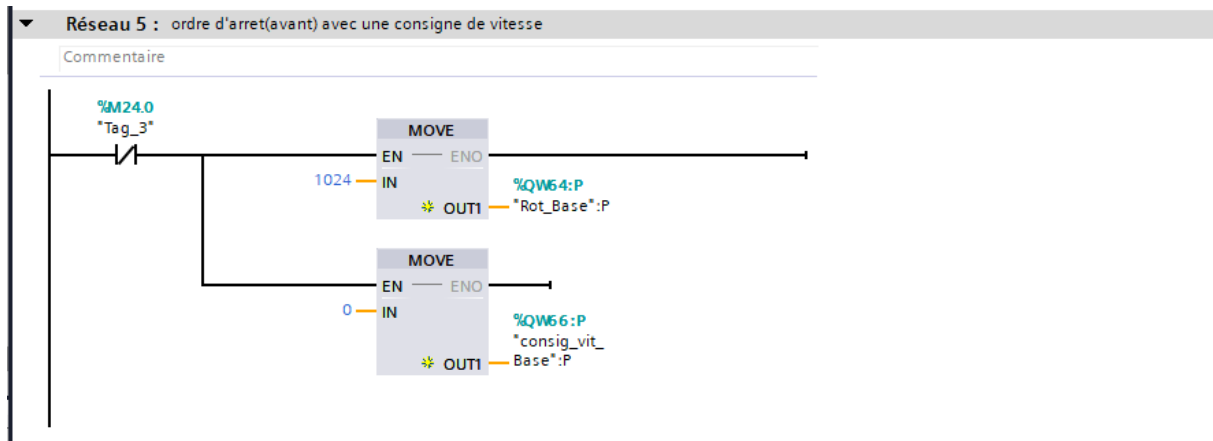 Réseau 5 : ordre d'arret(avant) avec une consigne de vitesse
Commentaire
%M24.0
"Tag_3"
MOVE
EN ENO
1024 IN
%QW64:P
OUT1 "Rot_Base":P
MOVE
EN ENO
0 IN
%QW66:P
"consig_vit_
OUT1 Base":P